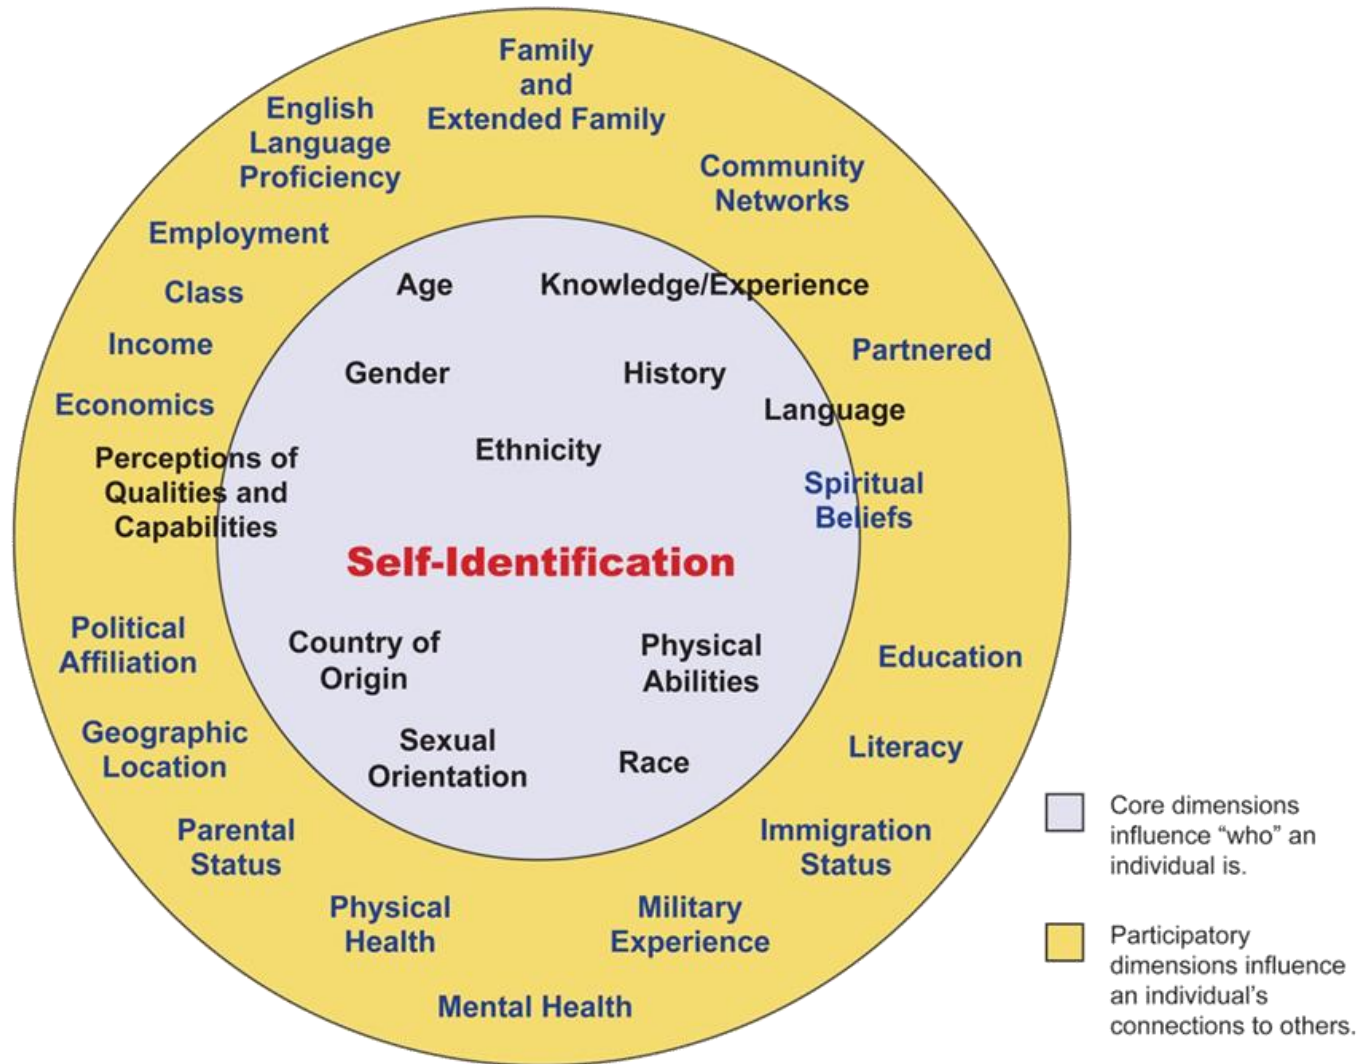 Family
and
Extended Family
English
Language
Proficiency
Community
Networks
Employment
Class
Income
Economics
Age
Knowledge/Experience
Gender
History
Partnered
Language
Ethnicity
Perceptions of
Qualities and
Capabilities
Spiritual
Beliefs
Self-Identification
Political
Affiliation
Country of
Origin
Physical
Abilities
Education
Geographic
Location
Sexual
Orientation
Race
Literacy
Parental
Status
Immigration
Status
Physical
Health
Military
Experience
Mental Health
Core dimensions
influence “who” an
individual is.
Participatory
dimensions influence
an individual’s
connections to others.